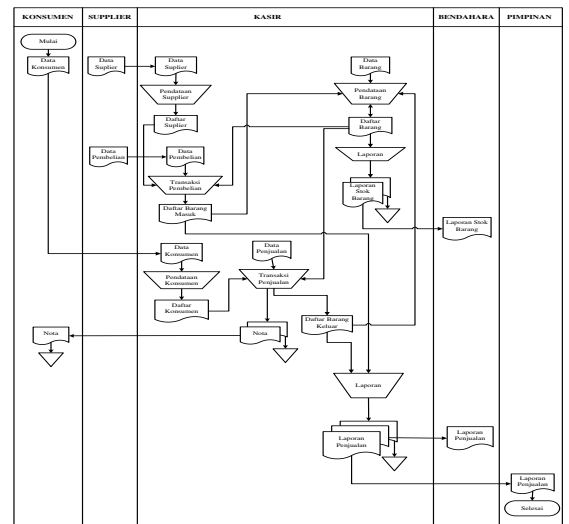 KONSUMEN
SUPPLIER
KASIR
BENDAHARA
PIMPINAN
Mulai
Data
Konsumen
Data
Suplier
Data
Suplier
Data
Barang
Pendataan
Supplier
Pendataan
Barang
Daftar
Suplier
Daftar
Barang
Data
Pembelian
Data
Pembelian
Laporan
Transaksi
Pembelian
Laporan
Stok
Barang
Daftar Barang
Masuk
Laporan Stok
Barang
Data
Konsumen
Data
Penjualan
Pendataan
Konsumen
Transaksi
Penjualan
Daftar
Konsumen
Daftar Barang
Keluar
Nota
Nota
Laporan
Laporan
Penjualan
Laporan
Penjualan
Laporan
Penjualan
Selesai